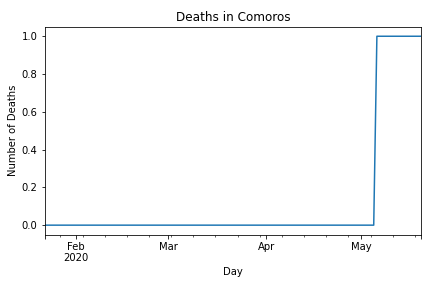 Deaths in Comoros
1.0
0.8
0.6
0.4
0.2
0.0
Number of Deaths
Feb
2020
Mar
Apr
May
Day